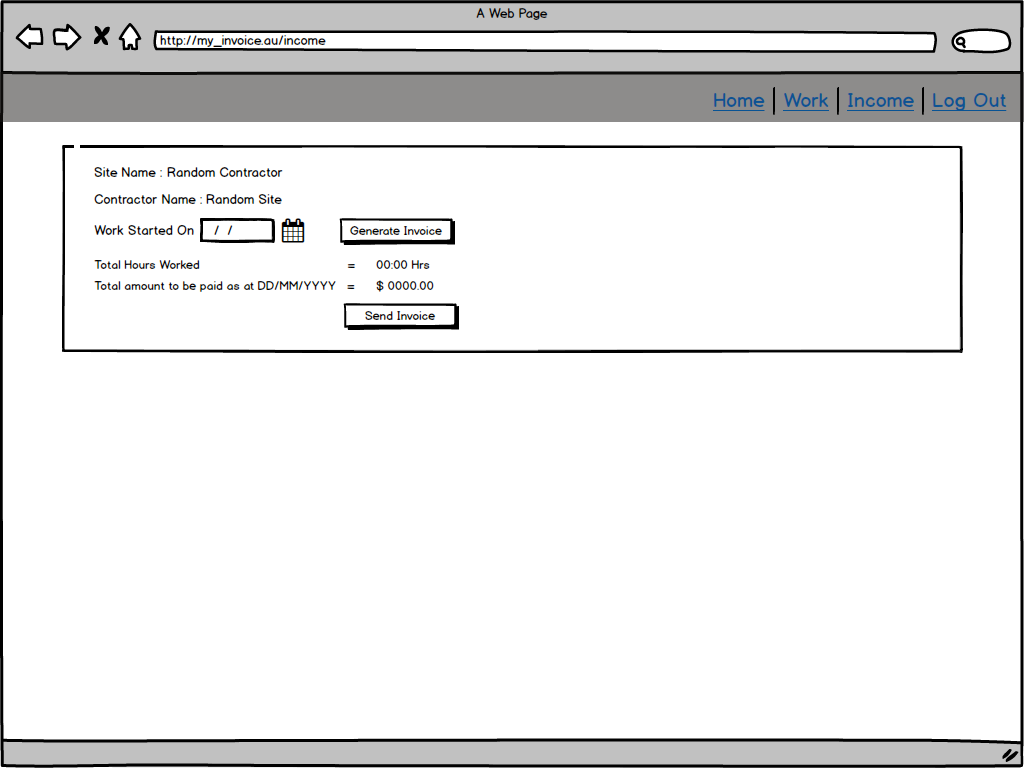 A Web Page
http://my_invoice.au/income
Home Work Income Log Out
Site Name : Random Contractor
Contractor Name : Random Site
Work Started On / / Generate Invoice
Total Hours Worked = 00:00 Hrs
Total amount to be paid as at DD/MM/YYYY = $ 0000.00
Send Invoice